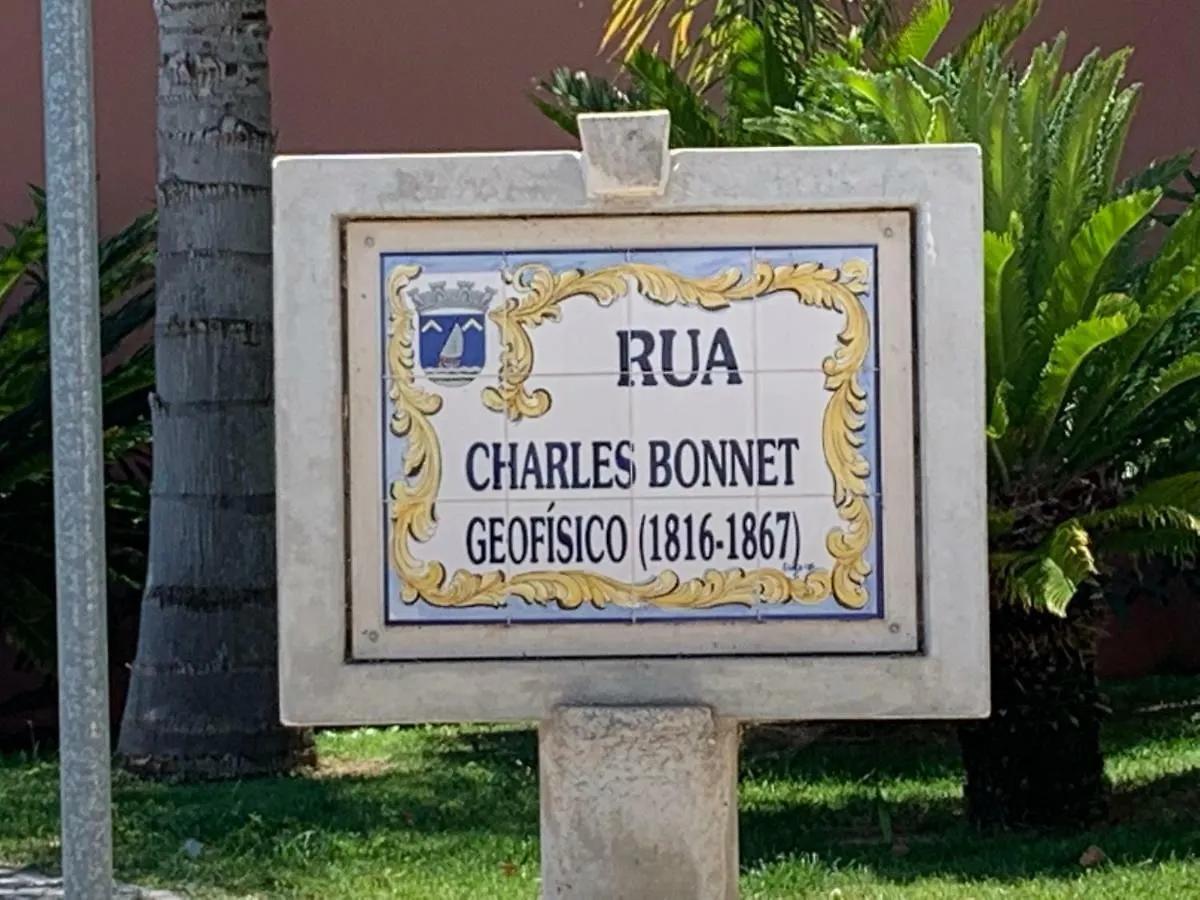 RUA
CHARLES BONNET
GEOFÍSICO (1816-1867)